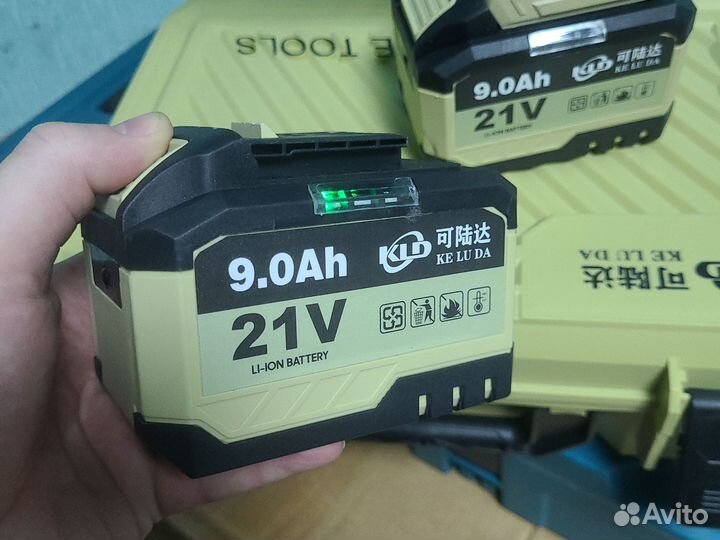 E TOOLS
9.0Ah
KLD 可陆达
KE LU DA
21V
LI-ION BATTERY
9.0Ah
KLD 可陆达
KE LU DA
21V
LI-ION BATTERY
可陆达
KE LU DA
Avito